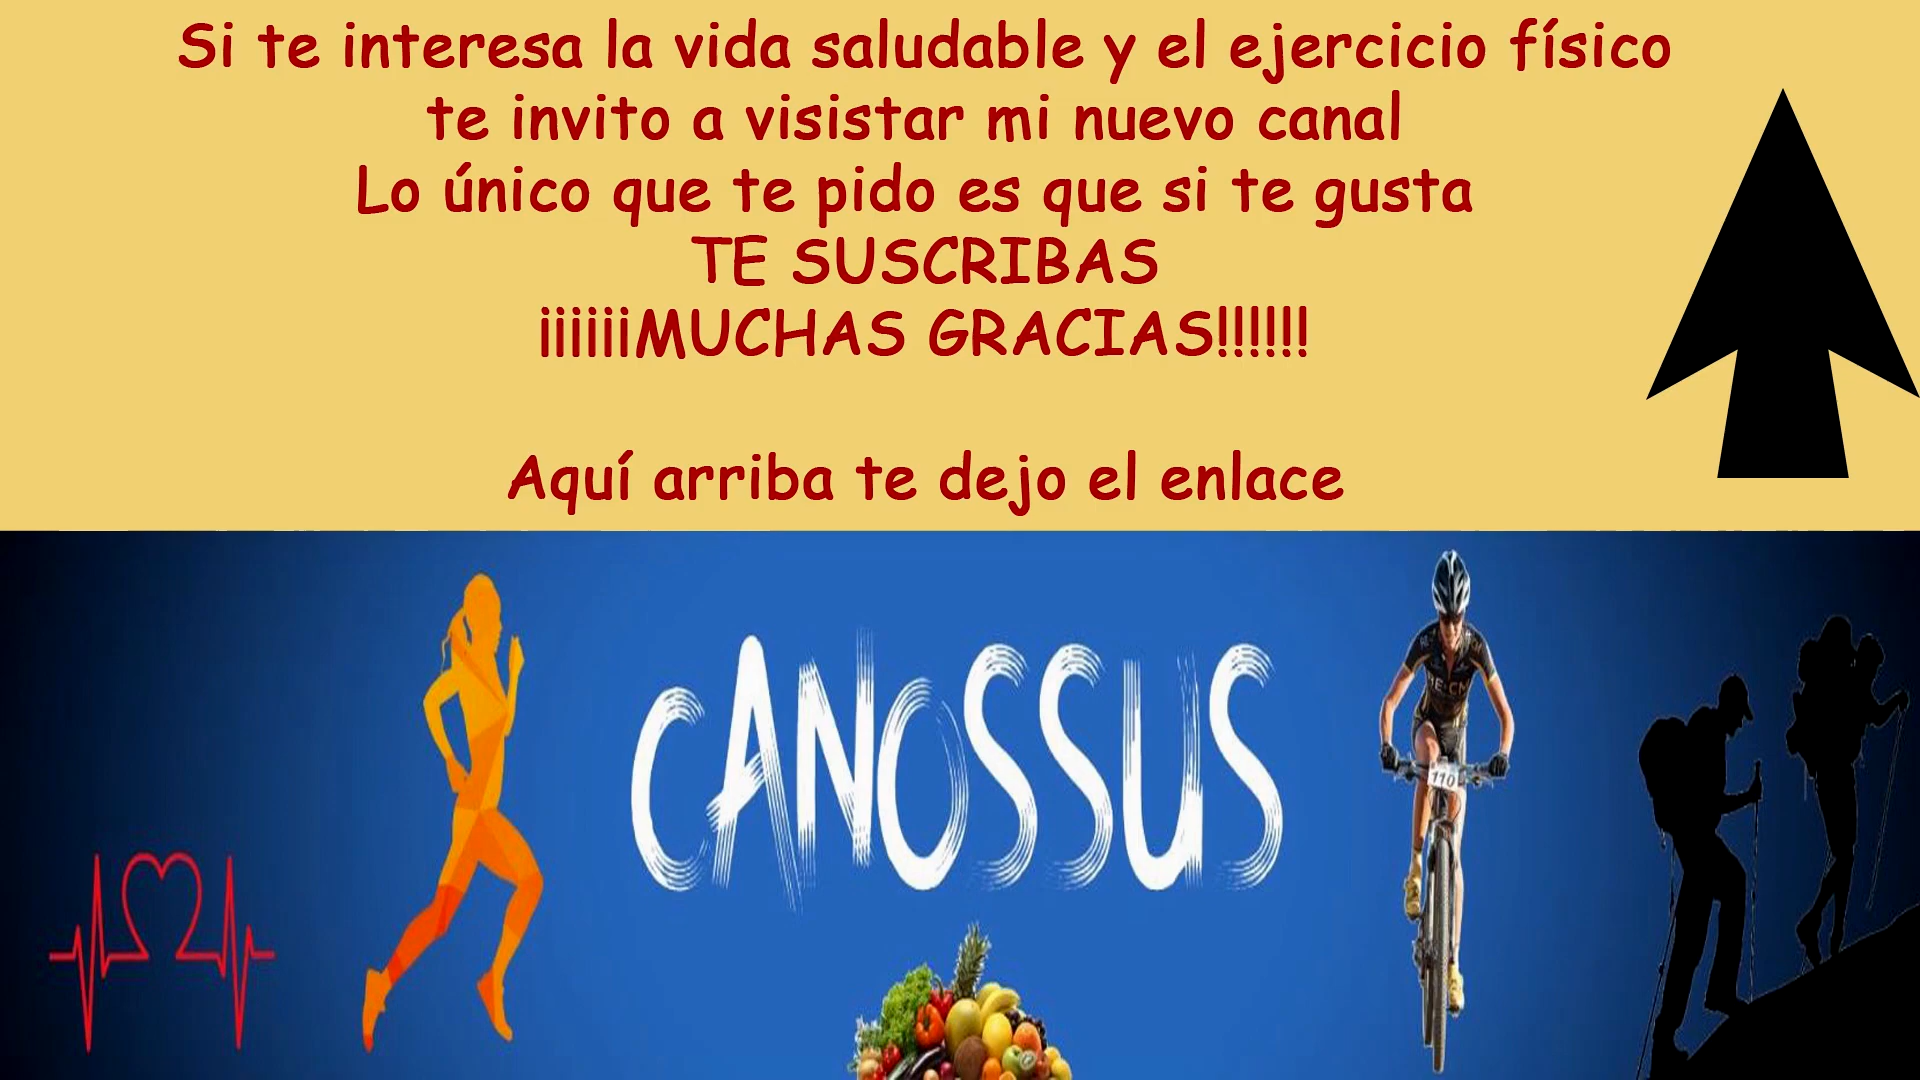 Si te interesa la vida saludable y el ejercicio físico
te invito a visistar mi nuevo canal
Lo único que te pido es que si te gusta
TE SUSCRIBAS
¡¡¡¡¡¡MUCHAS GRACIAS!!!!!!
Aquí arriba te dejo el enlace
CANOSSUS
110